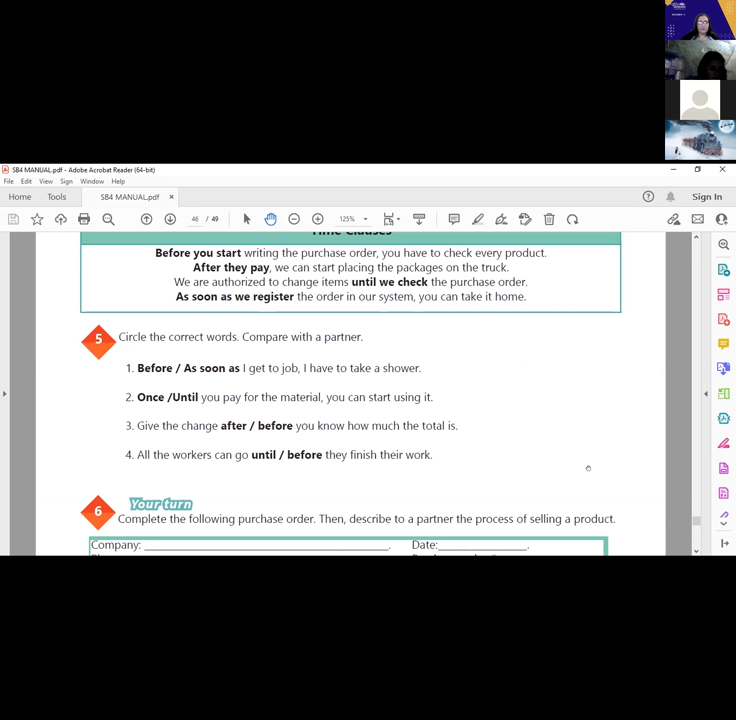 SB4 MANUAL.pdf - Adobe Acrobat Reader (64-bit)
File Edit View Sign Window Help
Home Tools SB4 MANUAL.pdf × Sign In
46 / 49 125%
Time Clauses
Before you start writing the purchase order, you have to check every product.
After they pay, we can start placing the packages on the truck.
We are authorized to change items until we check the purchase order.
As soon as we register the order in our system, you can take it home.
5 Circle the correct words. Compare with a partner.
1. Before / As soon as I get to job, I have to take a shower.
2. Once /Until you pay for the material, you can start using it.
3. Give the change after / before you know how much the total is.
4. All the workers can go until / before they finish their work.
Your turn
6 Complete the following purchase order. Then, describe to a partner the process of selling a product.
Company: ______________________________. Date:______________.